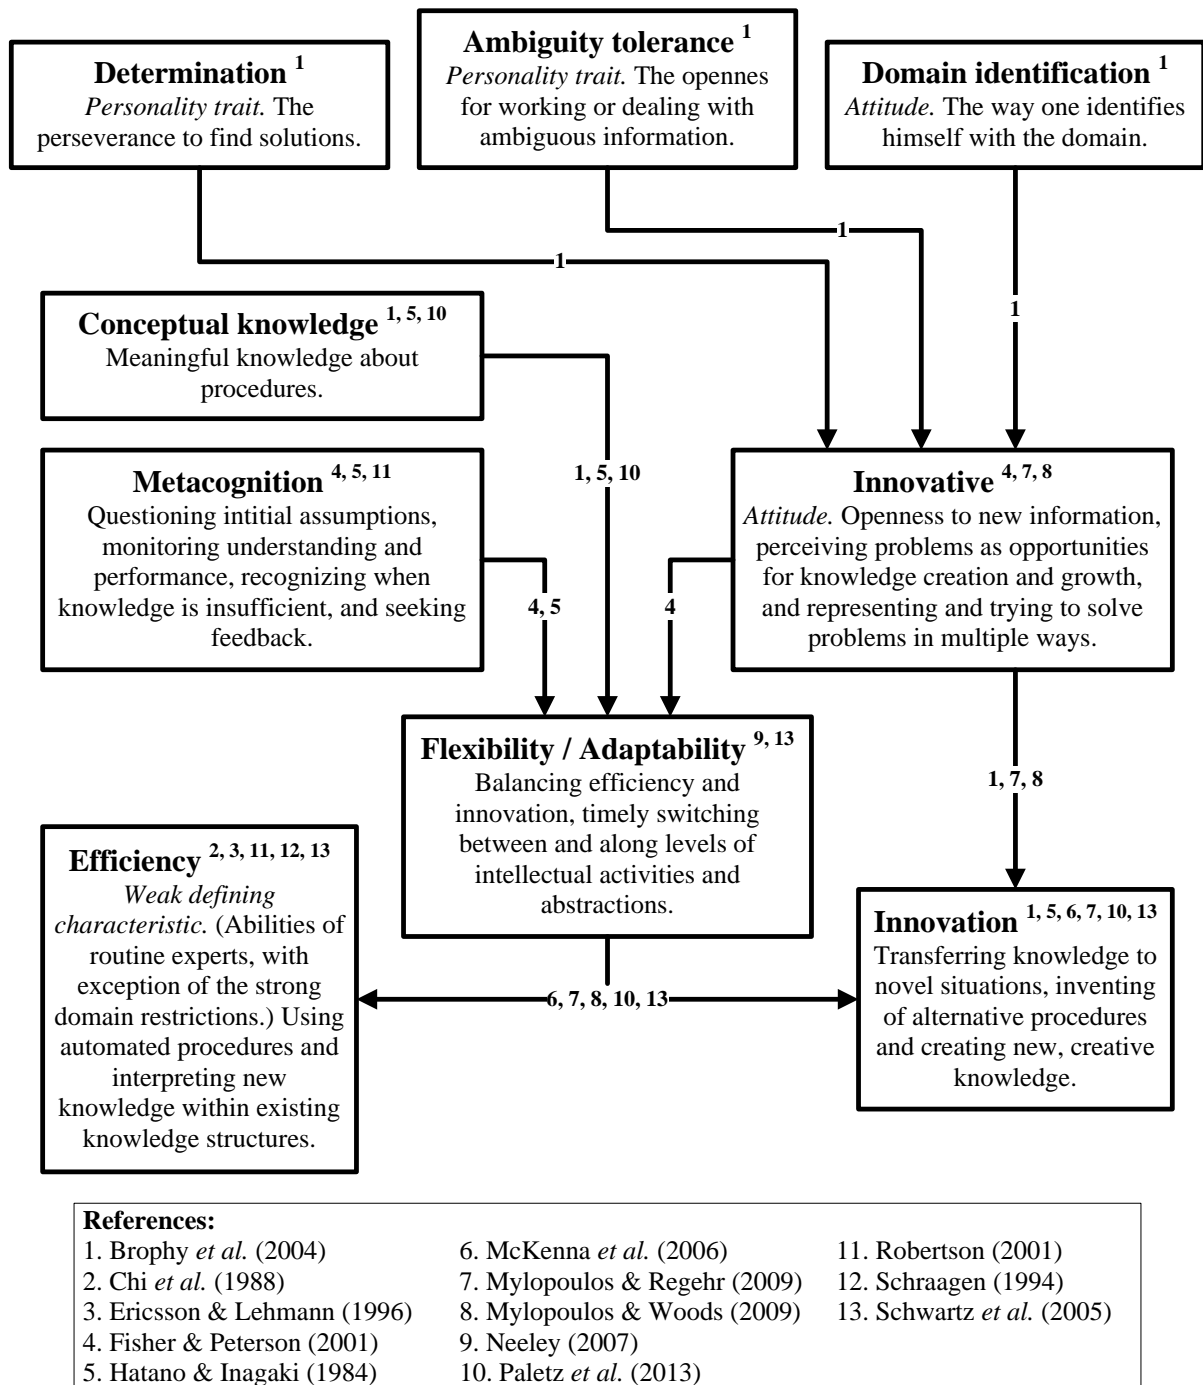 Determination 1
Personality trait. The
perseverance to find solutions.
Ambiguity tolerance 1
Personality trait. The opennes
for working or dealing with
ambiguous information.
Domain identification 1
Attitude. The way one identifies
himself with the domain.
1
1
1
Conceptual knowledge 1, 5, 10
Meaningful knowledge about
procedures.
Metacognition 4, 5, 11
Questioning intitial assumptions,
monitoring understanding and
performance, recognizing when
knowledge is insufficient, and seeking
feedback.
1, 5, 10
Innovative 4, 7, 8
Attitude. Openness to new information,
perceiving problems as opportunities
for knowledge creation and growth,
and representing and trying to solve
problems in multiple ways.
4, 5
4
Flexibility / Adaptability 9, 13
Balancing efficiency and
innovation, timely switching
between and along levels of
intellectual activities and
abstractions.
1, 7, 8
Efficiency 2, 3, 11, 12, 13
Weak defining
characteristic. (Abilities of
routine experts, with
exception of the strong
domain restrictions.) Using
automated procedures and
interpreting new
knowledge within existing
knowledge structures.
6, 7, 8, 10, 13
Innovation 1, 5, 6, 7, 10, 13
Transferring knowledge to
novel situations, inventing
of alternative procedures
and creating new, creative
knowledge.
References:
1. Brophy et al. (2004)
2. Chi et al. (1988)
3. Ericsson & Lehmann (1996)
4. Fisher & Peterson (2001)
5. Hatano & Inagaki (1984)
6. McKenna et al. (2006)
7. Mylopoulos & Regehr (2009)
8. Mylopoulos & Woods (2009)
9. Neeley (2007)
10. Paletz et al. (2013)
11. Robertson (2001)
12. Schraagen (1994)
13. Schwartz et al. (2005)